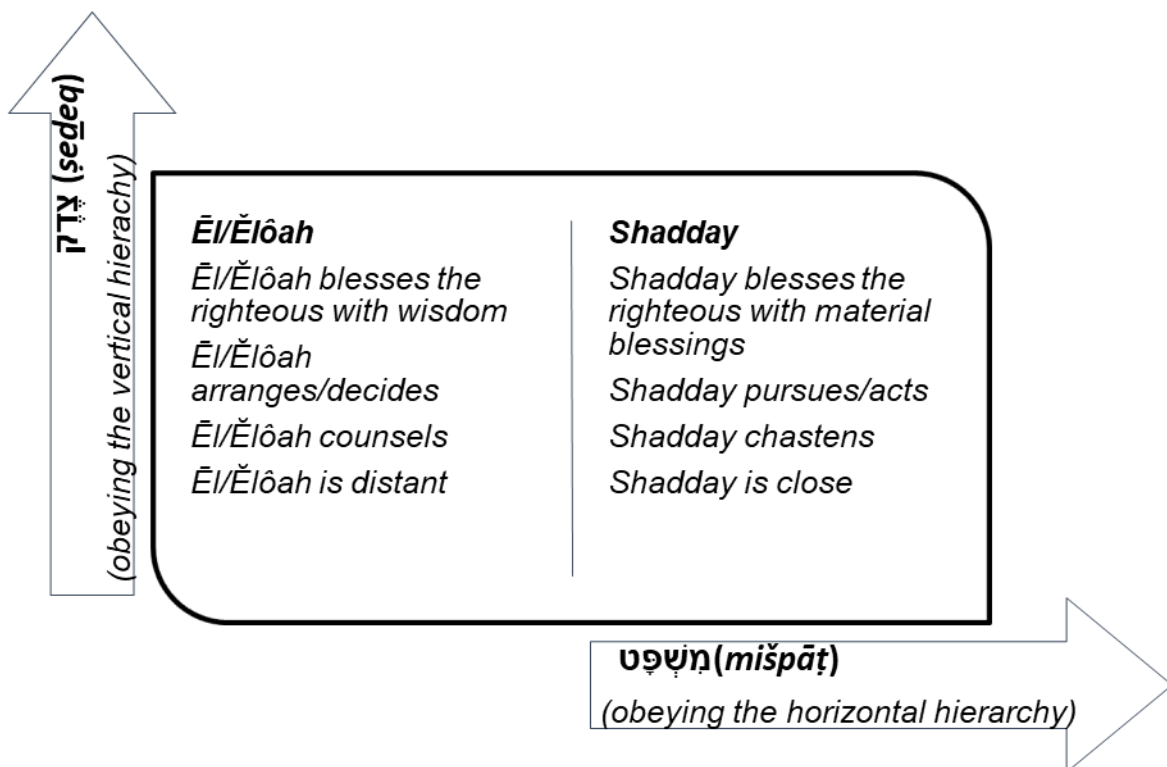 צֶדֶק (ṣeḏeq)
(obeying the vertical hierachy)
Ēl/Ĕlôah
Ēl/Ĕlôah blesses the
righteous with wisdom
Ēl/Ĕlôah
arranges/decides
Ēl/Ĕlôah counsels
Ēl/Ĕlôah is distant
Shadday
Shadday blesses the
righteous with material
blessings
Shadday pursues/acts
Shadday chastens
Shadday is close
מִשְׁפָּט (mišpāṭ)
(obeying the horizontal hierarchy)